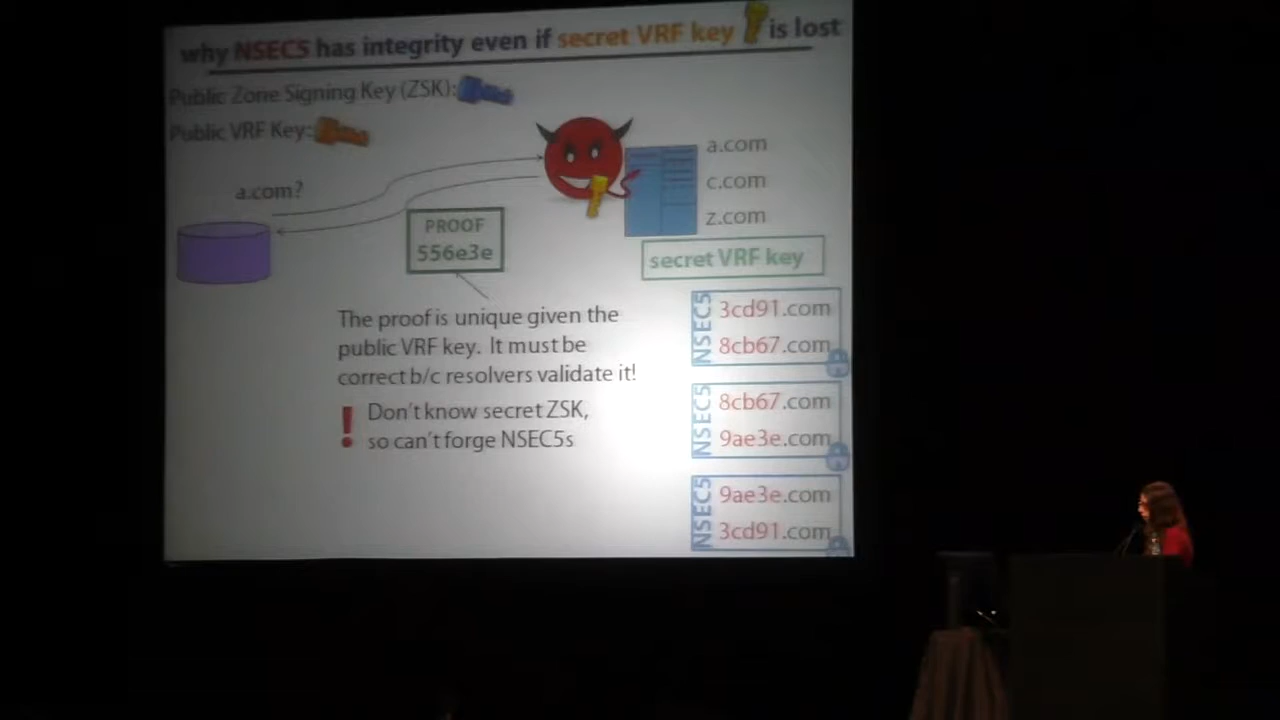 why NSEC5 has integrity even if secret VRF key is lost
Public Zone Signing Key (ZSK):
Public VRF Key:
a.com?
PROOF
556e3e
a.com
c.com
z.com
secret VRF key
The proof is unique given the
public VRF key. It must be
correct b/c resolvers validate it!
! Don't know secret ZSK,
so can't forge NSEC5s
NSEC5
3cd91.com
8cb67.com
NSEC5
8cb67.com
9ae3e.com
NSEC5
9ae3e.com
3cd91.com